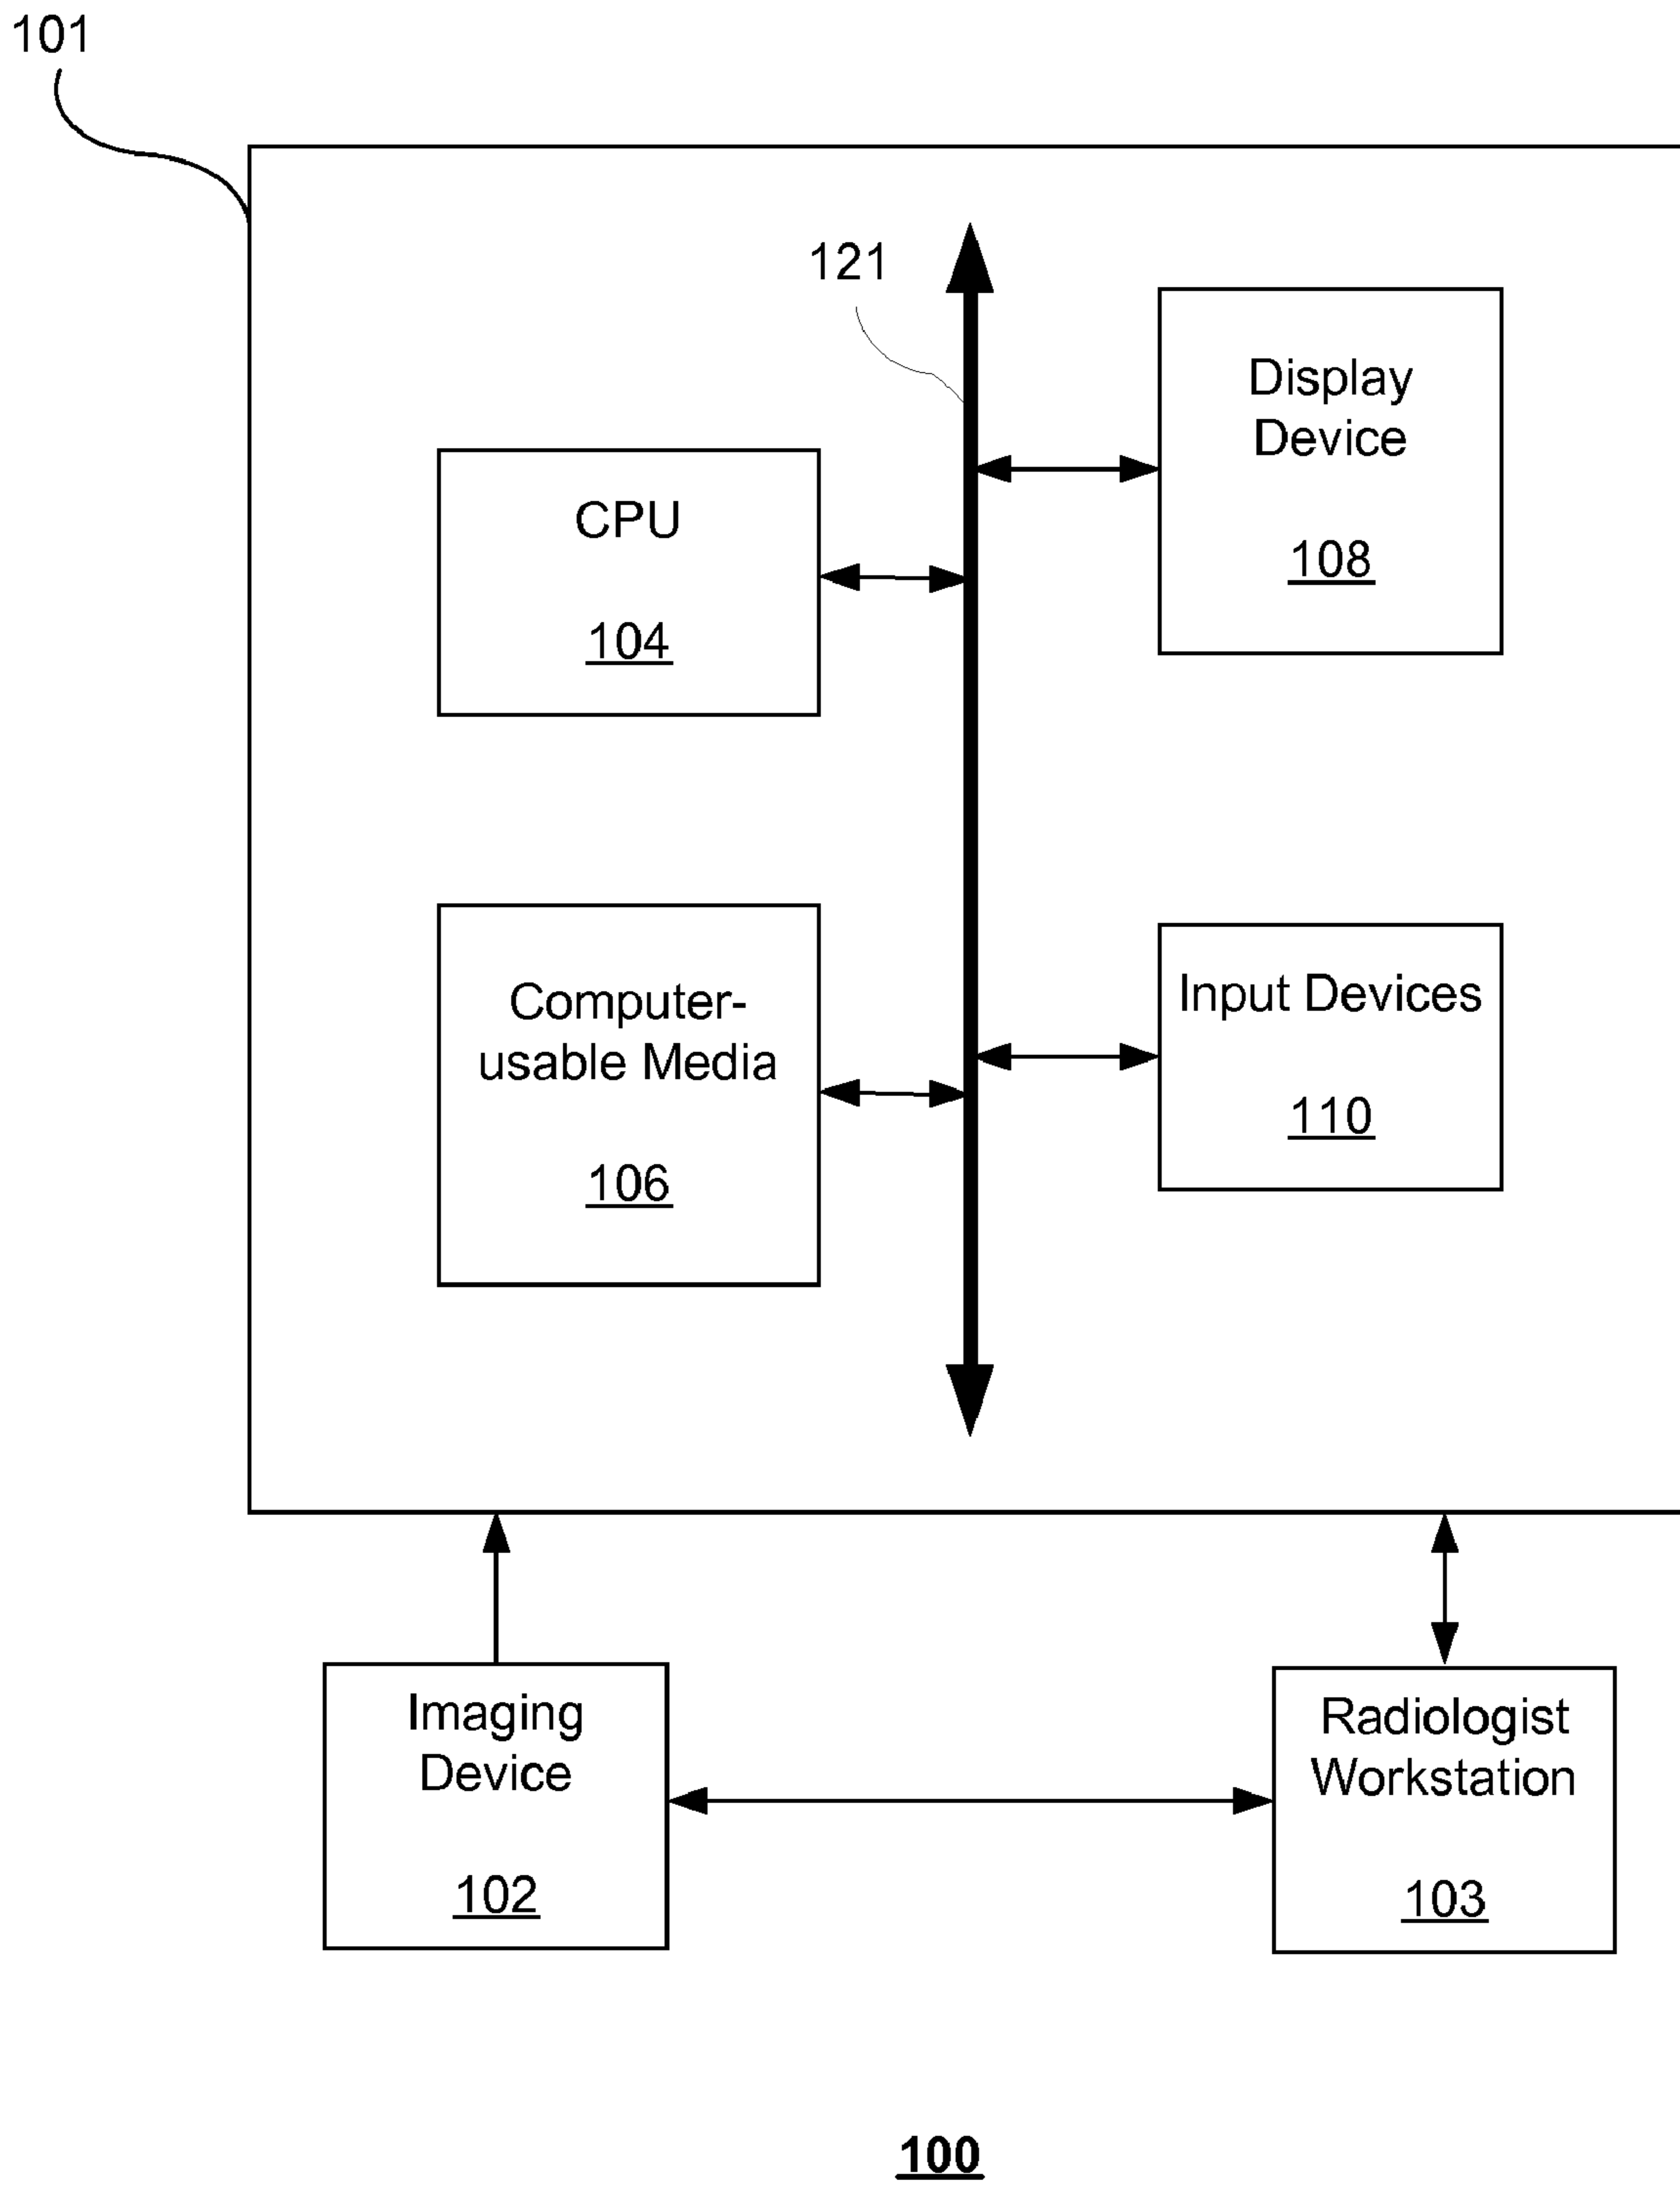 101
121
Display
Device
108
CPU
104
Computer-
usable Media
106
Input Devices
110
Imaging
Device
102
Radiologist
Workstation
103
100